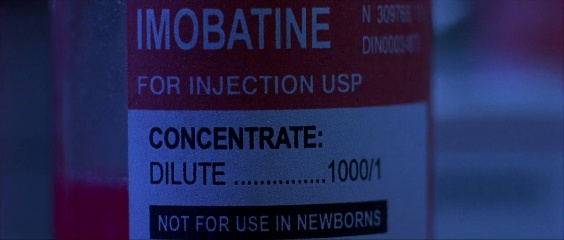 IMOBATINE
FOR INJECTION USP
CONCENTRATE:
DILUTE ...............1000/1
NOT FOR USE IN NEWBORNS